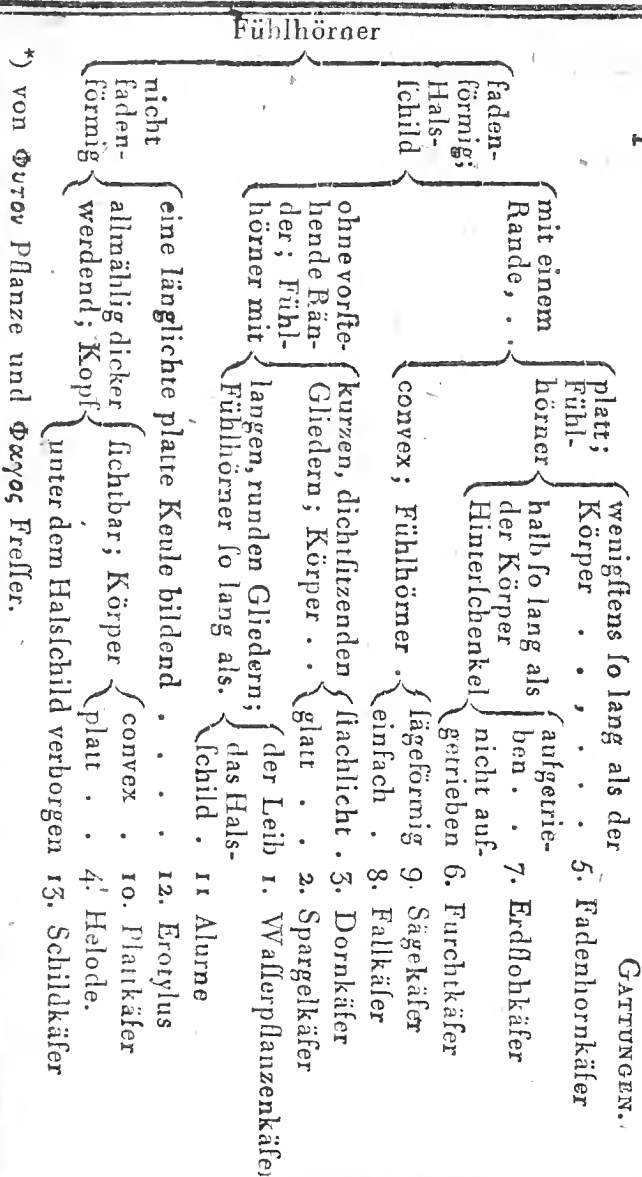 GATTUNGEN.
Fühlhörner
faden-
förmig;
Hals-
ſchild
mit einem
Rande, . .
platt;
Fühl-
hörner
wenigſtens ſo lang als der
Körper . . , . . . 5. Fadenhornkäfer
halb ſo lang als
der Körper
Hinterſchenkel
aufgetrie-
ben . . 7. Erdflohkäfer
nicht auf-
getrieben 6. Furchtkäfer
convex; Fühlhörner .
ſägeförmig 9. Sägekäfer
einfach . 8. Fallkäfer
ohne vorſte-
hende Rän-
der; Fühl-
hörner mit
kurzen, dichtſitzenden
Gliedern; Körper . .
ſtachlicht . 3. Dornkäfer
glatt . . 2. Spargelkäfer
langen, runden Gliedern;
Fühlhörner ſo lang als.
der Leib 1. Waſſerpflanzenkäfer
das Hals-
ſchild . 11 Alurne
nicht
faden-
förmig
eine länglichte platte Keule bildend . . . . 12. Erotylus
allmählig dicker
werdend; Kopf
ſichtbar; Körper
convex . 10. Plattkäfer
platt . . 4. Helode.
unter dem Halsſchild verborgen 13. Schildkäfer
*) von Φυτον Pflanze und Φαγος Freſſer.